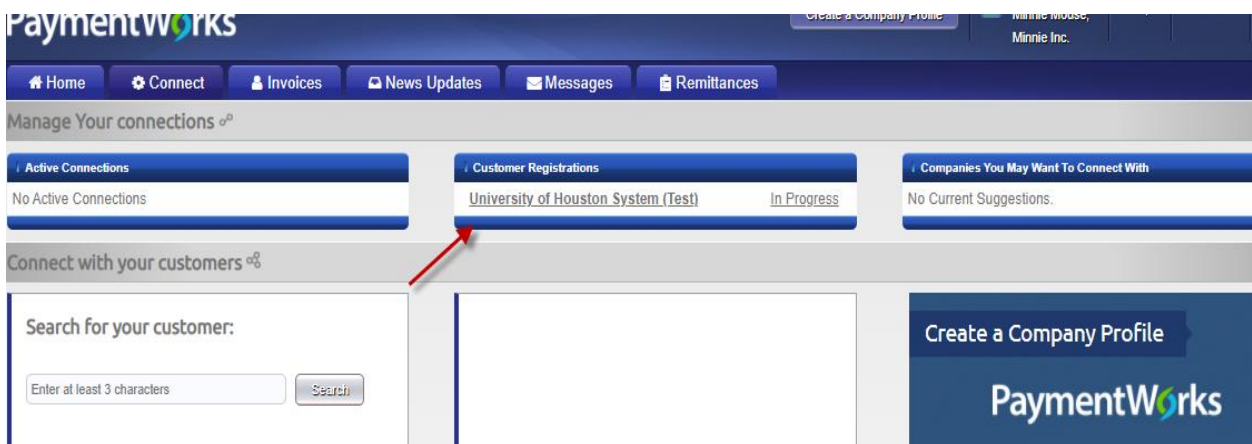 PaymentWorks
Create a Company Profile
Minnie Mouse,
Minnie Inc.
Home Connect Invoices News Updates Messages Remittances
Manage Your connections
Active Connections
No Active Connections
Customer Registrations
University of Houston System (Test) In Progress
Companies You May Want To Connect With
No Current Suggestions.
Connect with your customers
Search for your customer:
Enter at least 3 characters Search
Create a Company Profile
PaymentWorks